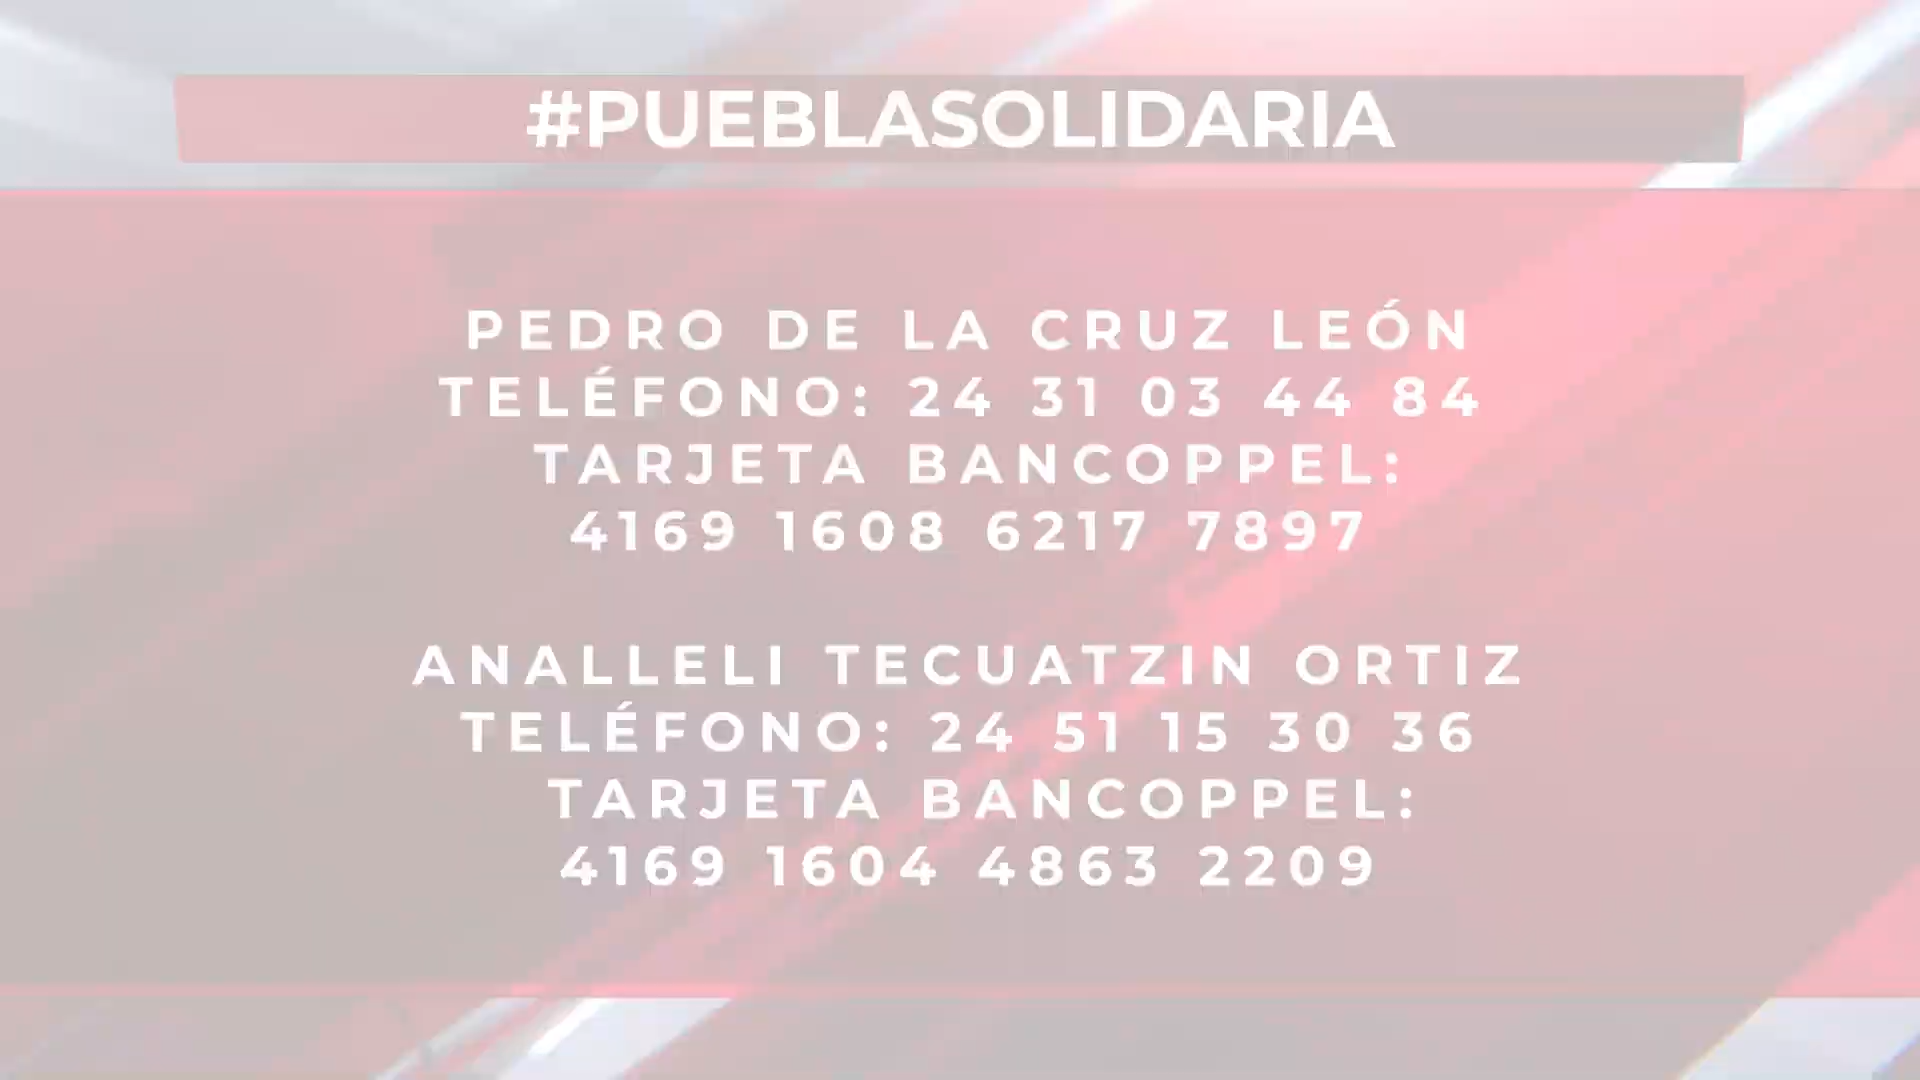 #PUEBLASOLIDARIA
PEDRO DE LA CRUZ LEÓN
TELÉFONO: 24 31 03 44 84
TARJETA BANCOPPEL:
4169 1608 6217 7897
ANALLELI TECUATZIN ORTIZ
TELÉFONO: 24 51 15 30 36
TARJETA BANCOPPEL:
4169 1604 4863 2209